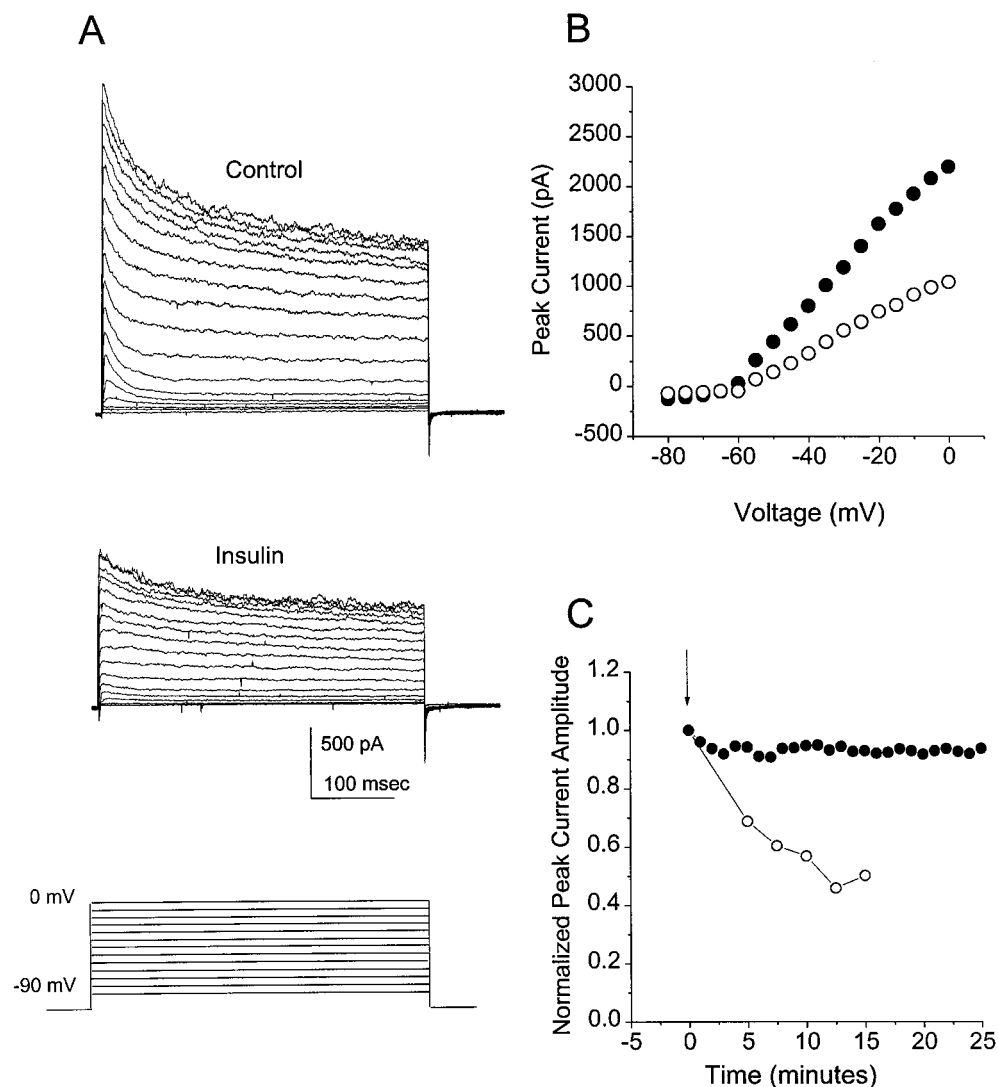 A
Control
Insulin
500 pA
100 msec
0 mV
-90 mV
B
Peak Current (pA)
3000
2500
2000
1500
1000
500
0
-500
-80
-60
-40
-20
0
Voltage (mV)
C
Normalized Peak Current Amplitude
1.2
1.0
0.8
0.6
0.4
0.2
0.0
-5
0
5
10
15
20
25
Time (minutes)